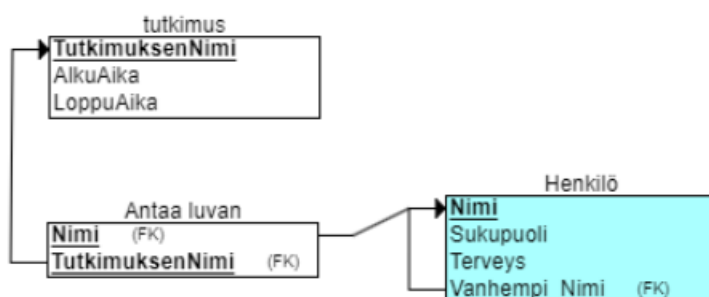 tutkimus
TutkimuksenNimi
AlkuAika
LoppuAika
Henkilö
Nimi
Sukupuoli
Terveys
Vanhempi_Nimi (FK)
Antaa luvan
Nimi (FK)
TutkimuksenNimi (FK)